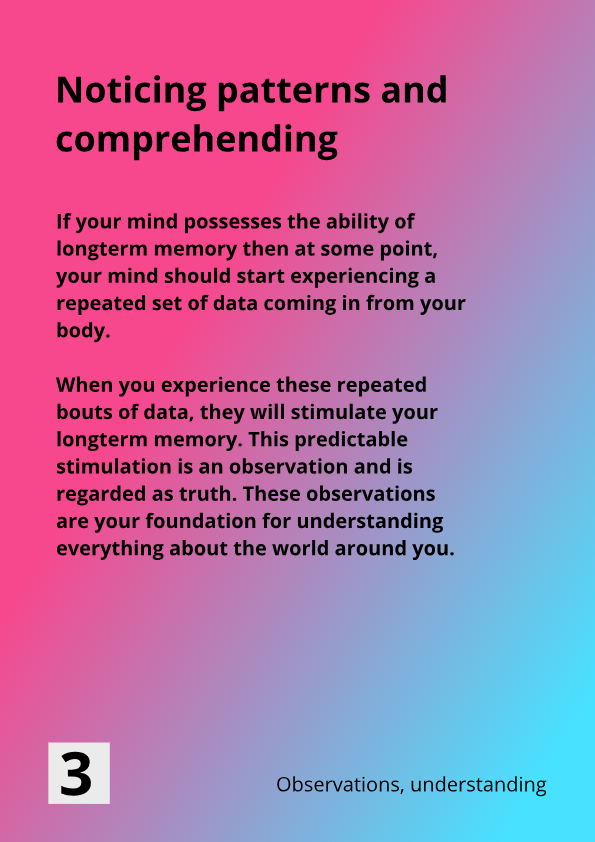 Noticing patterns and
comprehending
If your mind possesses the ability of
longterm memory then at some point,
your mind should start experiencing a
repeated set of data coming in from your
body.
When you experience these repeated
bouts of data, they will stimulate your
longterm memory. This predictable
stimulation is an observation and is
regarded as truth. These observations
are your foundation for understanding
everything about the world around you.
3
Observations, understanding